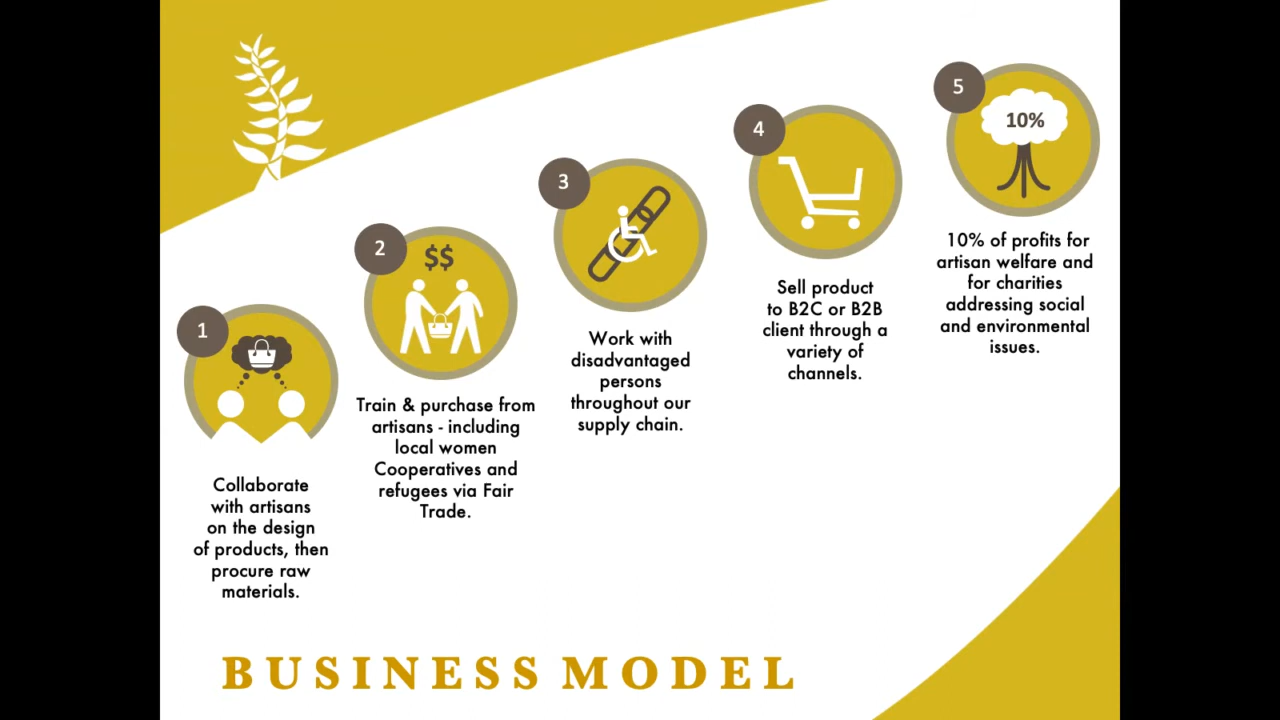 1
Collaborate
with artisans
on the design
of products, then
procure raw
materials.
2
$$
Train & purchase from
artisans - including
local women
Cooperatives and
refugees via Fair
Trade.
3
Work with
disadvantaged
persons
throughout our
supply chain.
4
Sell product
to B2C or B2B
client through a
variety of
channels.
5
10%
10% of profits for
artisan welfare and
for charities
addressing social
and environmental
issues.
BUSINESS MODEL